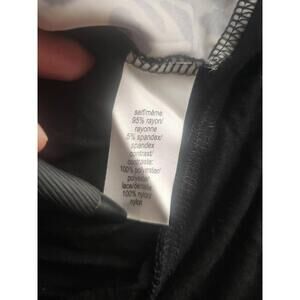 self/même
95% rayon/
rayonne
5% spandex/
spandex
contrast/
contraste:
100% polyester/
polyester
lace/dentelle
100% nylon/
nylon